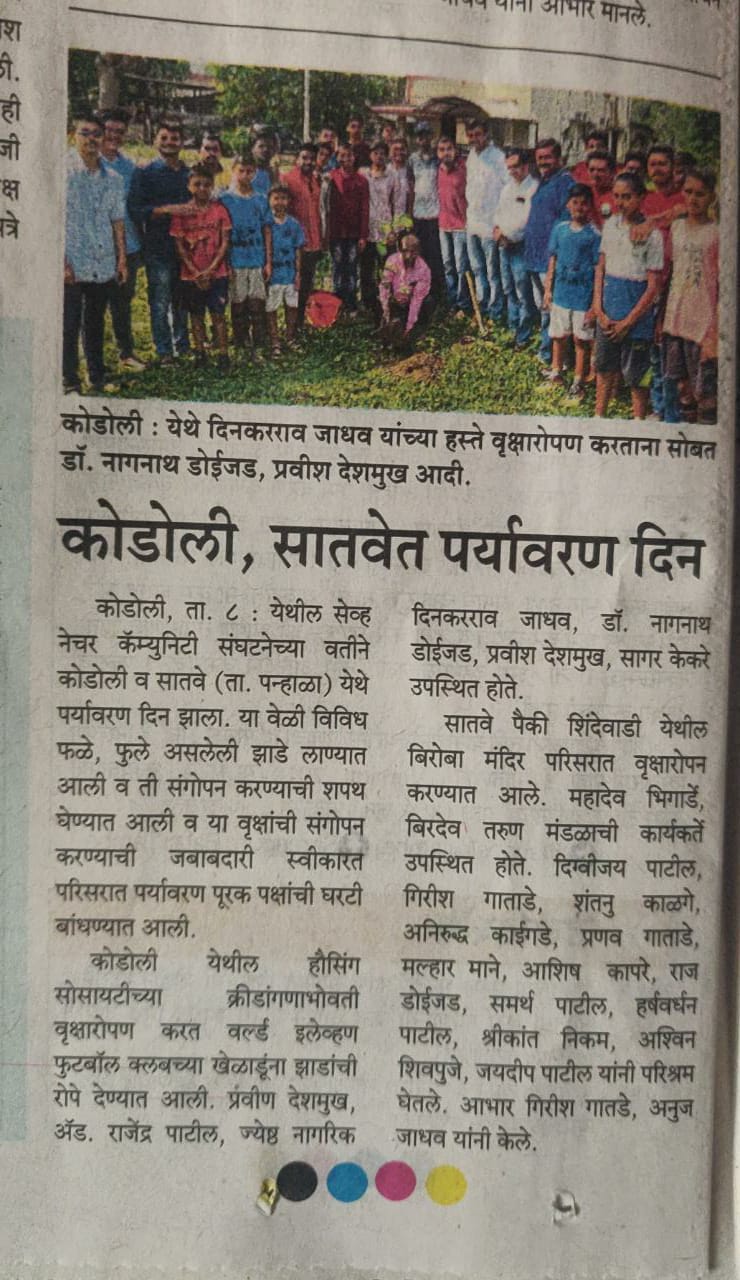 यांनी आभार मानले.
ही
जी
क्ष
त्रे
कोडोली : येथे दिनकरराव जाधव यांच्या हस्ते वृक्षारोपण करताना सोबत
डॉ. नागनाथ डोईजड, प्रवीश देशमुख आदी.
कोडोली, सातवेत पर्यावरण दिन
कोडोली, ता. ८ : येथील सेव्ह
नेचर कॅम्युनिटी संघटनेच्या वतीने
कोडोली व सातवे (ता. पन्हाळा) येथे
पर्यावरण दिन झाला. या वेळी विविध
फळे, फुले असलेली झाडे लाण्यात
आली व ती संगोपन करण्याची शपथ
घेण्यात आली व या वृक्षांची संगोपन
करण्याची जबाबदारी स्वीकारत
परिसरात पर्यावरण पूरक पक्षांची घरटी
बांधण्यात आली.
कोडोली येथील हौसिंग
सोसायटीच्या क्रीडांगणाभोवती
वृक्षारोपण करत वर्ल्ड इलेव्हण
फुटबॉल क्लबच्या खेळाडूंना झाडांची
रोपे देण्यात आली. प्रंवीण देशमुख,
ॲड. राजेंद्र पाटील, ज्येष्ठ नागरिक
दिनकरराव जाधव, डॉ. नागनाथ
डोईजड, प्रवीश देशमुख, सागर केकरे
उपस्थित होते.
सातवे पैकी शिंदेवाडी येथील
बिरोबा मंदिर परिसरात वृक्षारोपन
करण्यात आले. महादेव भिगार्डे,
बिरदेव तरुण मंडळाची कार्यकर्ते
उपस्थित होते. दिग्वीजय पाटील,
गिरीश गाताडे, शंतनु काळगे,
अनिरुद्ध काईगडे, प्रणव गाताडे,
मल्हार माने, आशिष कापरे, राज
डोईजड, समर्थ पाटील, हर्षवर्धन
पाटील, श्रीकांत निकम, अश्विन
शिवपुजे, जयदीप पाटील यांनी परिश्रम
घेतले. आभार गिरीश गातडे, अनुज
जाधव यांनी केले.